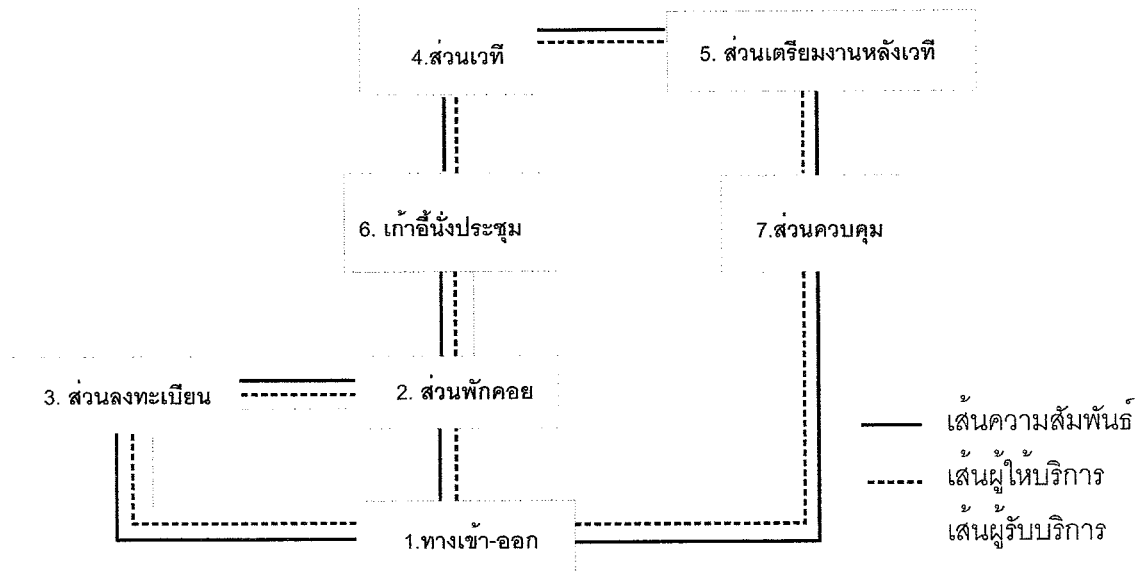 4.ส่วนเวที
5. ส่วนเตรียมงานหลังเวที
6. เก้าอี้นั่งประชุม
7.ส่วนควบคุม
3. ส่วนลงทะเบียน
2. ส่วนพักคอย
1.ทางเข้า-ออก
เส้นความสัมพันธ์
เส้นผู้ให้บริการ
เส้นผู้รับบริการ